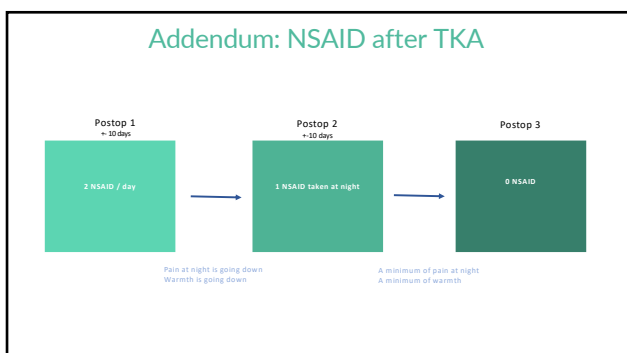 Addendum: NSAID after TKA
Postop 1
+- 10 days
Postop 2
+-10 days
Postop 3
2 NSAID / day
1 NSAID taken at night
0 NSAID
Pain at night is going down
Warmth is going down
A minimum of pain at night
A minimum of warmth